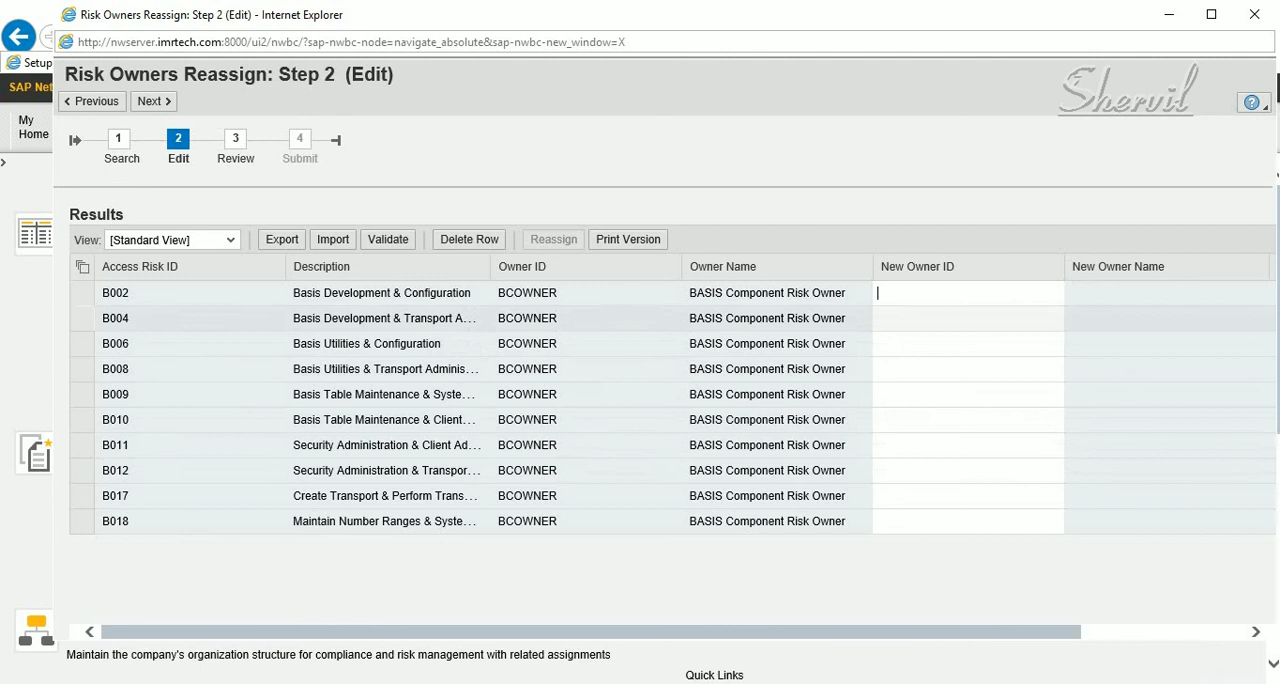 Risk Owners Reassign: Step 2 (Edit) - Internet Explorer
http://nwserver.imrtech.com:8000/ui2/nwbc/?sap-nwbc-node=navigate_absolute&sap-nwbc-new_window=X
Setup
SAP Net
My
Home
Risk Owners Reassign: Step 2 (Edit)
Shervil
Previous Next
1 2 3 4
Search Edit Review Submit
Results
View: [Standard View] Export Import Validate Delete Row Reassign Print Version
Access Risk ID Description Owner ID Owner Name New Owner ID New Owner Name
B002 Basis Development & Configuration BCOWNER BASIS Component Risk Owner
B004 Basis Development & Transport A... BCOWNER BASIS Component Risk Owner
B006 Basis Utilities & Configuration BCOWNER BASIS Component Risk Owner
B008 Basis Utilities & Transport Adminis... BCOWNER BASIS Component Risk Owner
B009 Basis Table Maintenance & Syste... BCOWNER BASIS Component Risk Owner
B010 Basis Table Maintenance & Client... BCOWNER BASIS Component Risk Owner
B011 Security Administration & Client Ad... BCOWNER BASIS Component Risk Owner
B012 Security Administration & Transpor... BCOWNER BASIS Component Risk Owner
B017 Create Transport & Perform Trans... BCOWNER BASIS Component Risk Owner
B018 Maintain Number Ranges & Syste... BCOWNER BASIS Component Risk Owner
Maintain the company's organization structure for compliance and risk management with related assignments
Quick Links